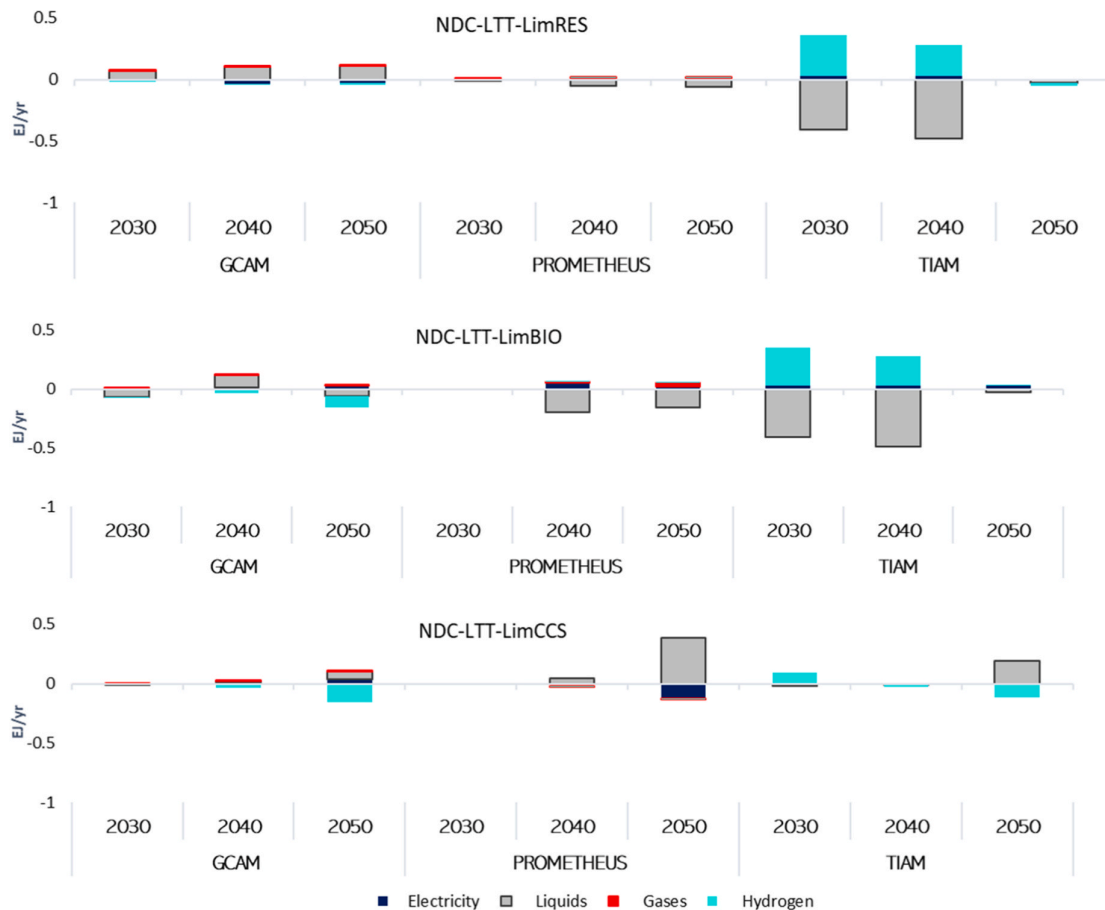 NDC-LTT-LimRES
0.5
0
-0.5
-1
EJ/yr
2030 2040 2050 2030 2040 2050 2030 2040 2050
GCAM PROMETHEUS TIAM
NDC-LTT-LimBIO
0.5
0
-0.5
-1
EJ/yr
2030 2040 2050 2030 2040 2050 2030 2040 2050
GCAM PROMETHEUS TIAM
NDC-LTT-LimCCS
0.5
0
-0.5
-1
EJ/yr
2030 2040 2050 2030 2040 2050 2030 2040 2050
GCAM PROMETHEUS TIAM
Electricity Liquids Gases Hydrogen